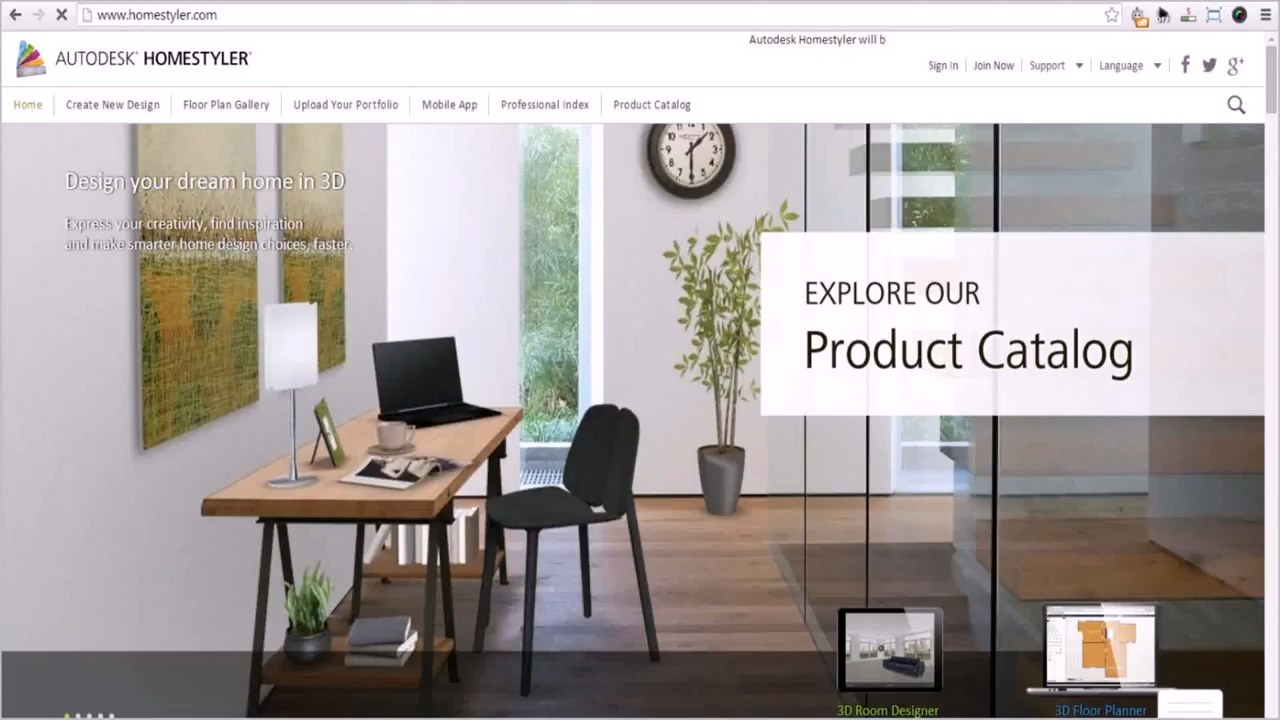 www.homestyler.com
Autodesk Homestyler will b
AUTODESK® HOMESTYLER®
Sign In
Join Now
Support
Language
Home
Create New Design
Floor Plan Gallery
Upload Your Portfolio
Mobile App
Professional Index
Product Catalog
Design your dream home in 3D
Express your creativity, find inspiration
and make smarter home design choices, faster.
EXPLORE OUR
Product Catalog
3D Room Designer
3D Floor Planner